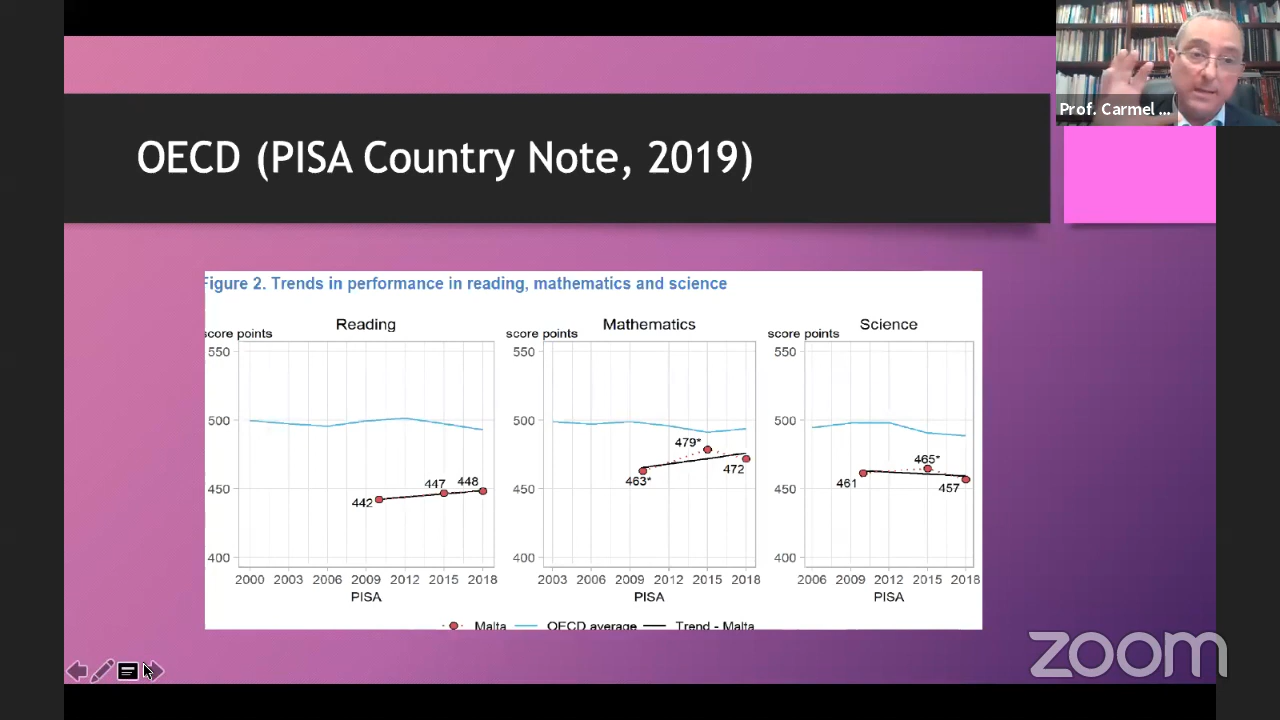 Prof. Carmel ...
OECD (PISA Country Note, 2019)
Figure 2. Trends in performance in reading, mathematics and science
Reading
score points
550
500
450
400
442
447
448
2000 2003 2006 2009 2012 2015 2018
PISA
Mathematics
score points
550
500
450
400
463*
479*
472
2003 2006 2009 2012 2015 2018
PISA
Science
score points
550
500
450
400
461
465*
457
2006 2009 2012 2015 2018
PISA
Malta OECD average Trend - Malta
zoom